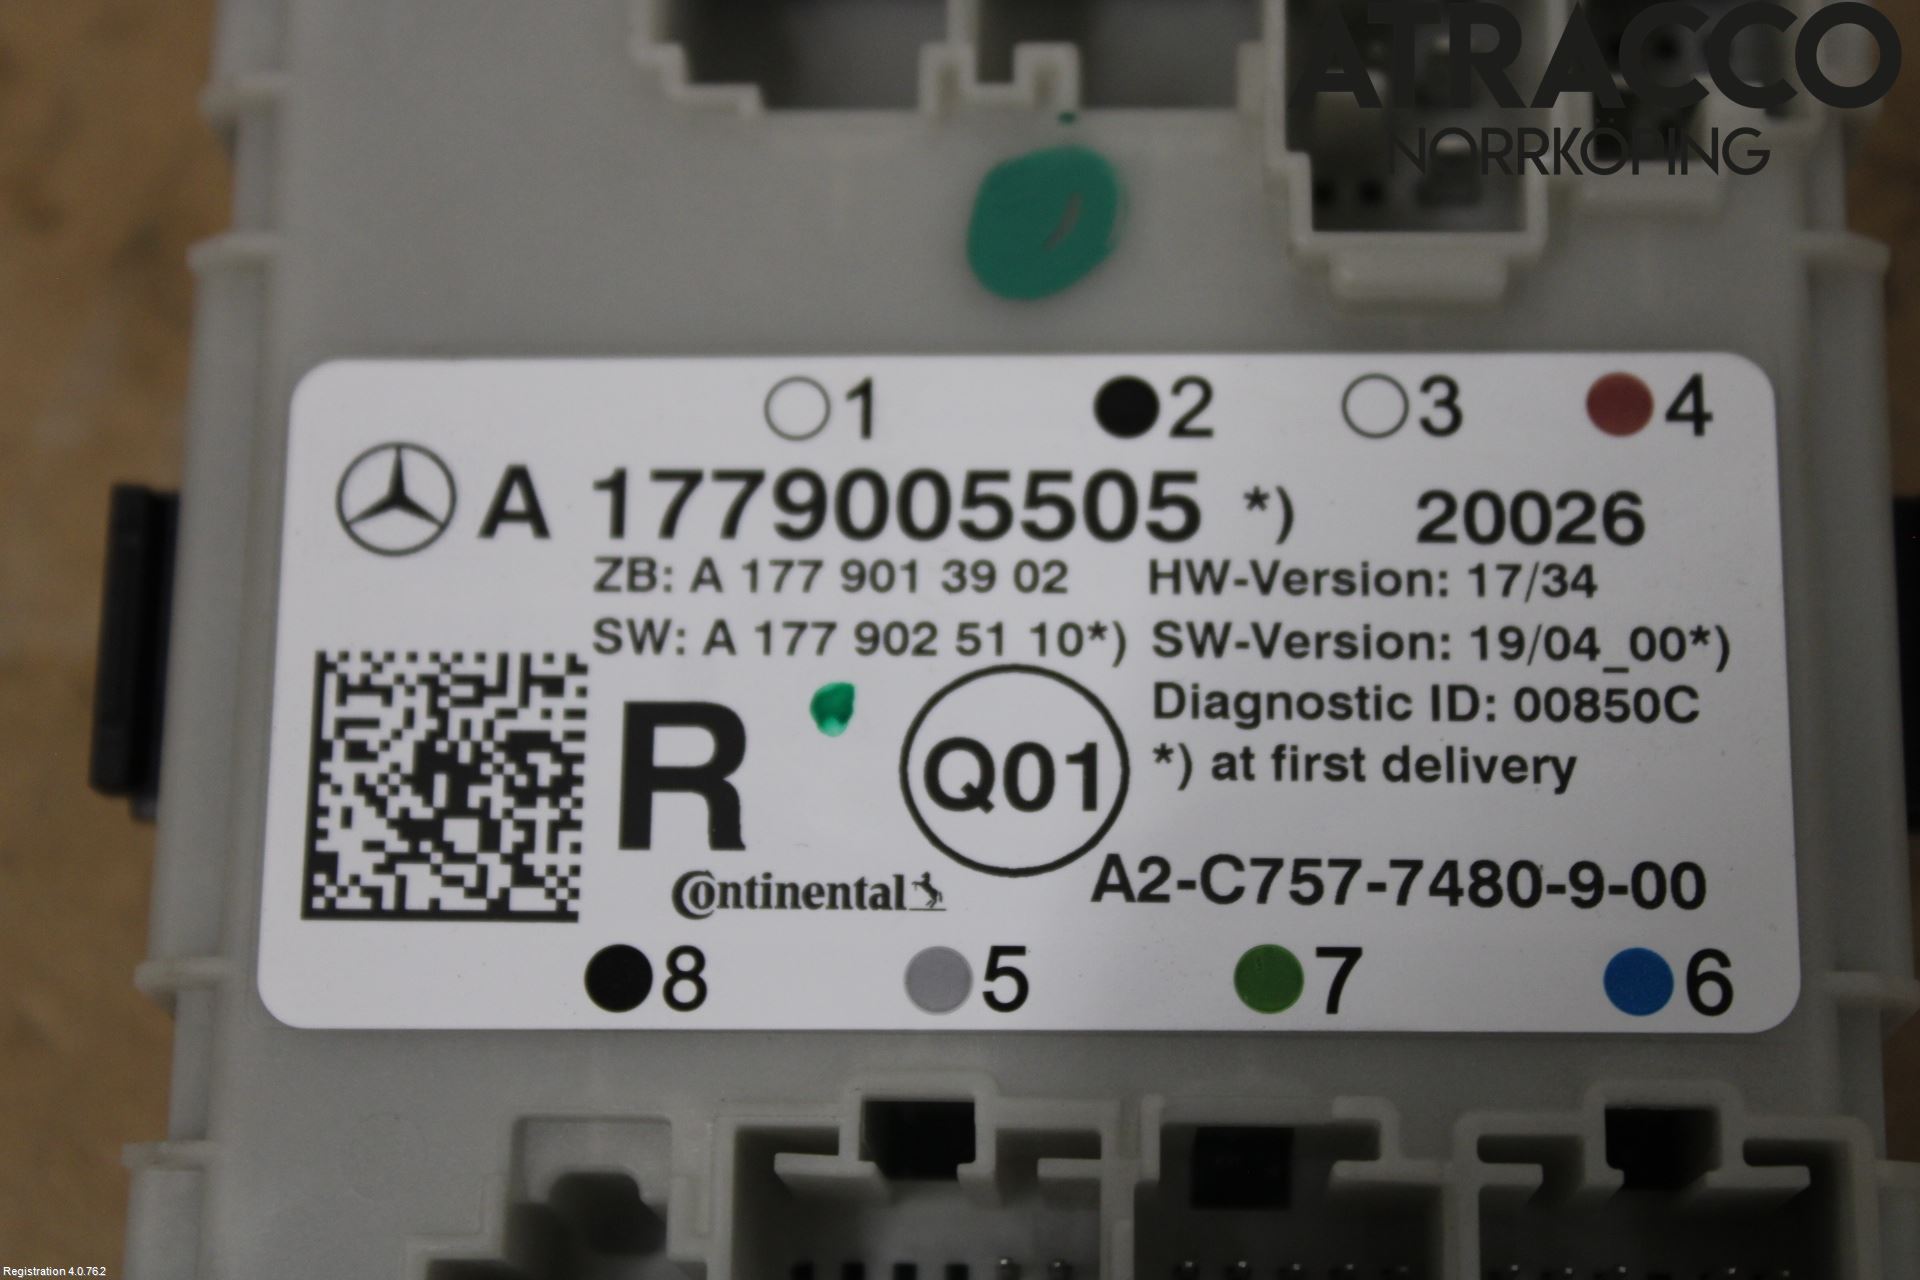 ATRACCO
NORRKÖPING
1 2 3 4
A 1779005505 *) 20026
ZB: A 177 901 39 02 HW-Version: 17/34
SW: A 177 902 51 10*) SW-Version: 19/04_00*)
R Q01 Diagnostic ID: 00850C
*) at first delivery
Continental A2-C757-7480-9-00
8 5 7 6
Registration 4.0.76.2